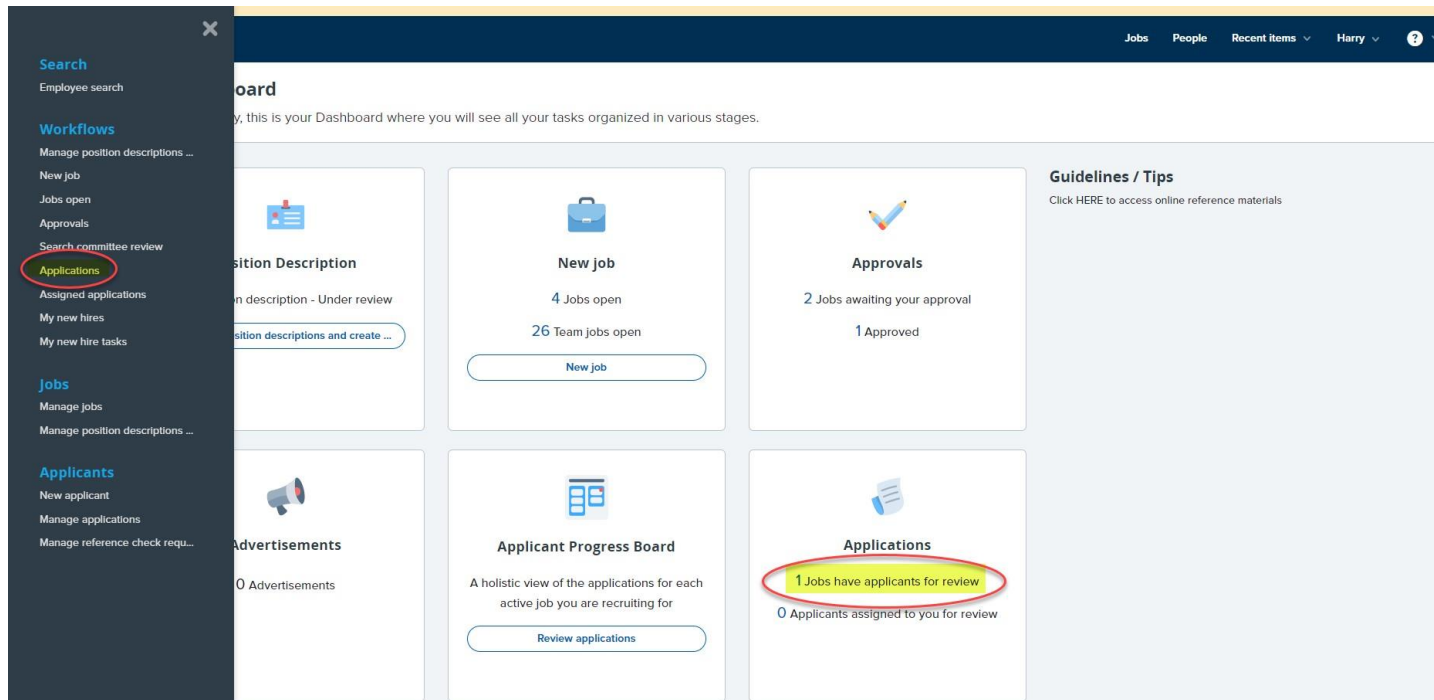 Jobs People Recent items Harry ?
Search
Employee search
Workflows
Manage position descriptions ...
New job
Jobs open
Approvals
Search committee review
Applications
Assigned applications
My new hires
My new hire tasks
Jobs
Manage jobs
Manage position descriptions ...
Applicants
New applicant
Manage applications
Manage reference check requ...
oard
y, this is your Dashboard where you will see all your tasks organized in various stages.
sition Description
n description - Under review
sition descriptions and create ...
New job
4 Jobs open
26 Team jobs open
New job
Approvals
2 Jobs awaiting your approval
1 Approved
Guidelines / Tips
Click HERE to access online reference materials
Advertisements
0 Advertisements
Applicant Progress Board
A holistic view of the applications for each
active job you are recruiting for
Review applications
Applications
1 Jobs have applicants for review
0 Applicants assigned to you for review